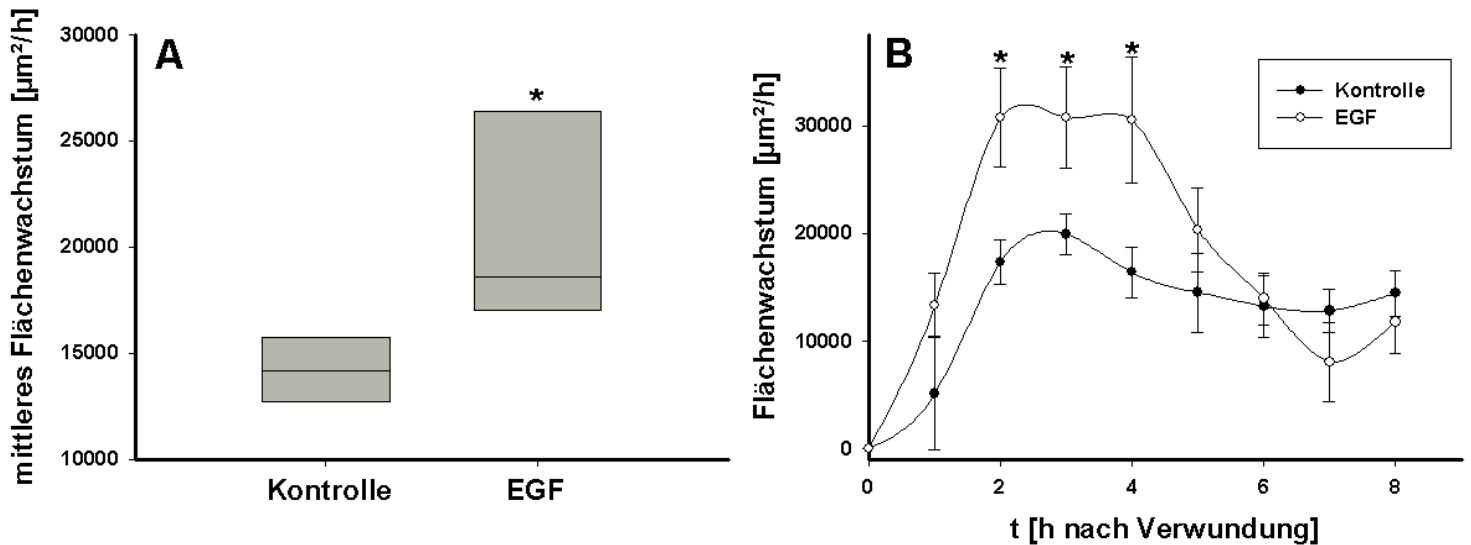 A
mittleres Flächenwachstum [µm²/h]
30000
25000
20000
15000
10000
*
Kontrolle
EGF
B
Flächenwachstum [µm²/h]
30000
20000
10000
0
* * *
Kontrolle
EGF
0 2 4 6 8
t [h nach Verwundung]